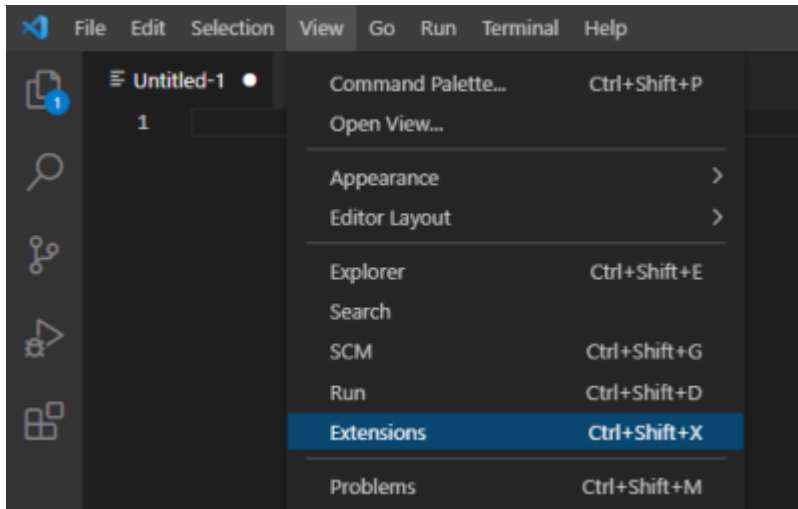 File Edit Selection View Go Run Terminal Help
Untitled-1
1
1
Command Palette... Ctrl+Shift+P
Open View...
Appearance
Editor Layout
Explorer Ctrl+Shift+E
Search
SCM Ctrl+Shift+G
Run Ctrl+Shift+D
Extensions Ctrl+Shift+X
Problems Ctrl+Shift+M